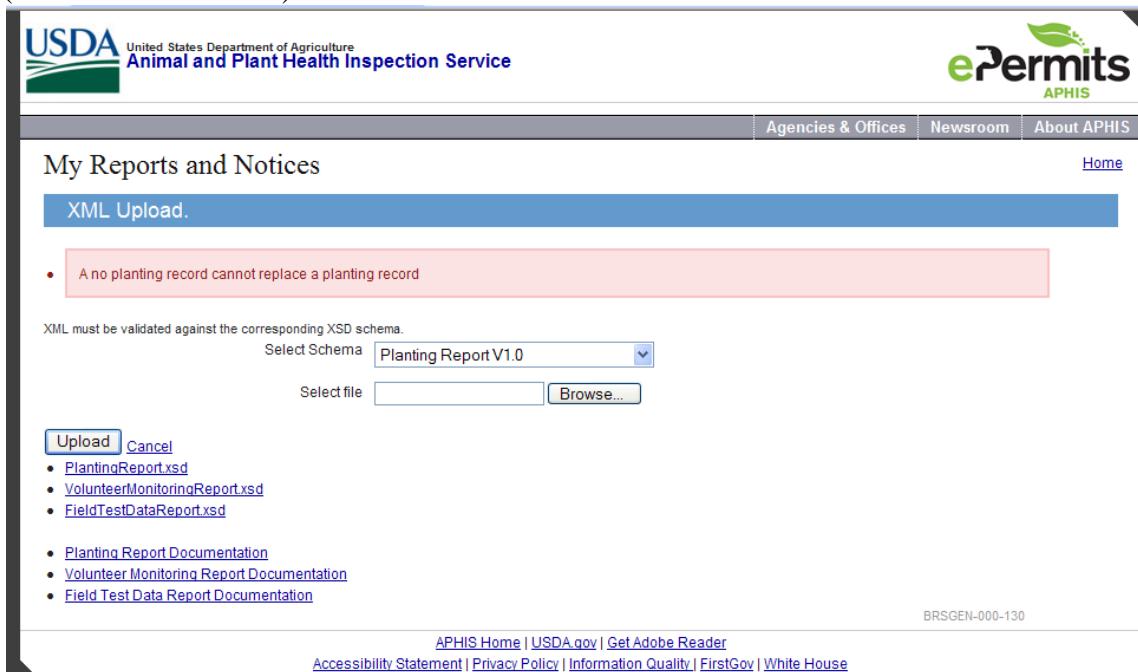 USDA United States Department of Agriculture
Animal and Plant Health Inspection Service
ePermits
APHIS
Agencies & Offices Newsroom About APHIS
My Reports and Notices Home
XML Upload.
• A no planting record cannot replace a planting record
XML must be validated against the corresponding XSD schema.
Select Schema Planting Report V1.0
Select file Browse...
Upload Cancel
• PlantingReport.xsd
• VolunteerMonitoringReport.xsd
• FieldTestDataReport.xsd
• Planting Report Documentation
• Volunteer Monitoring Report Documentation
• Field Test Data Report Documentation
BRSGEN-000-130
APHIS Home | USDA.gov | Get Adobe Reader
Accessibility Statement | Privacy Policy | Information Quality | FirstGov | White House